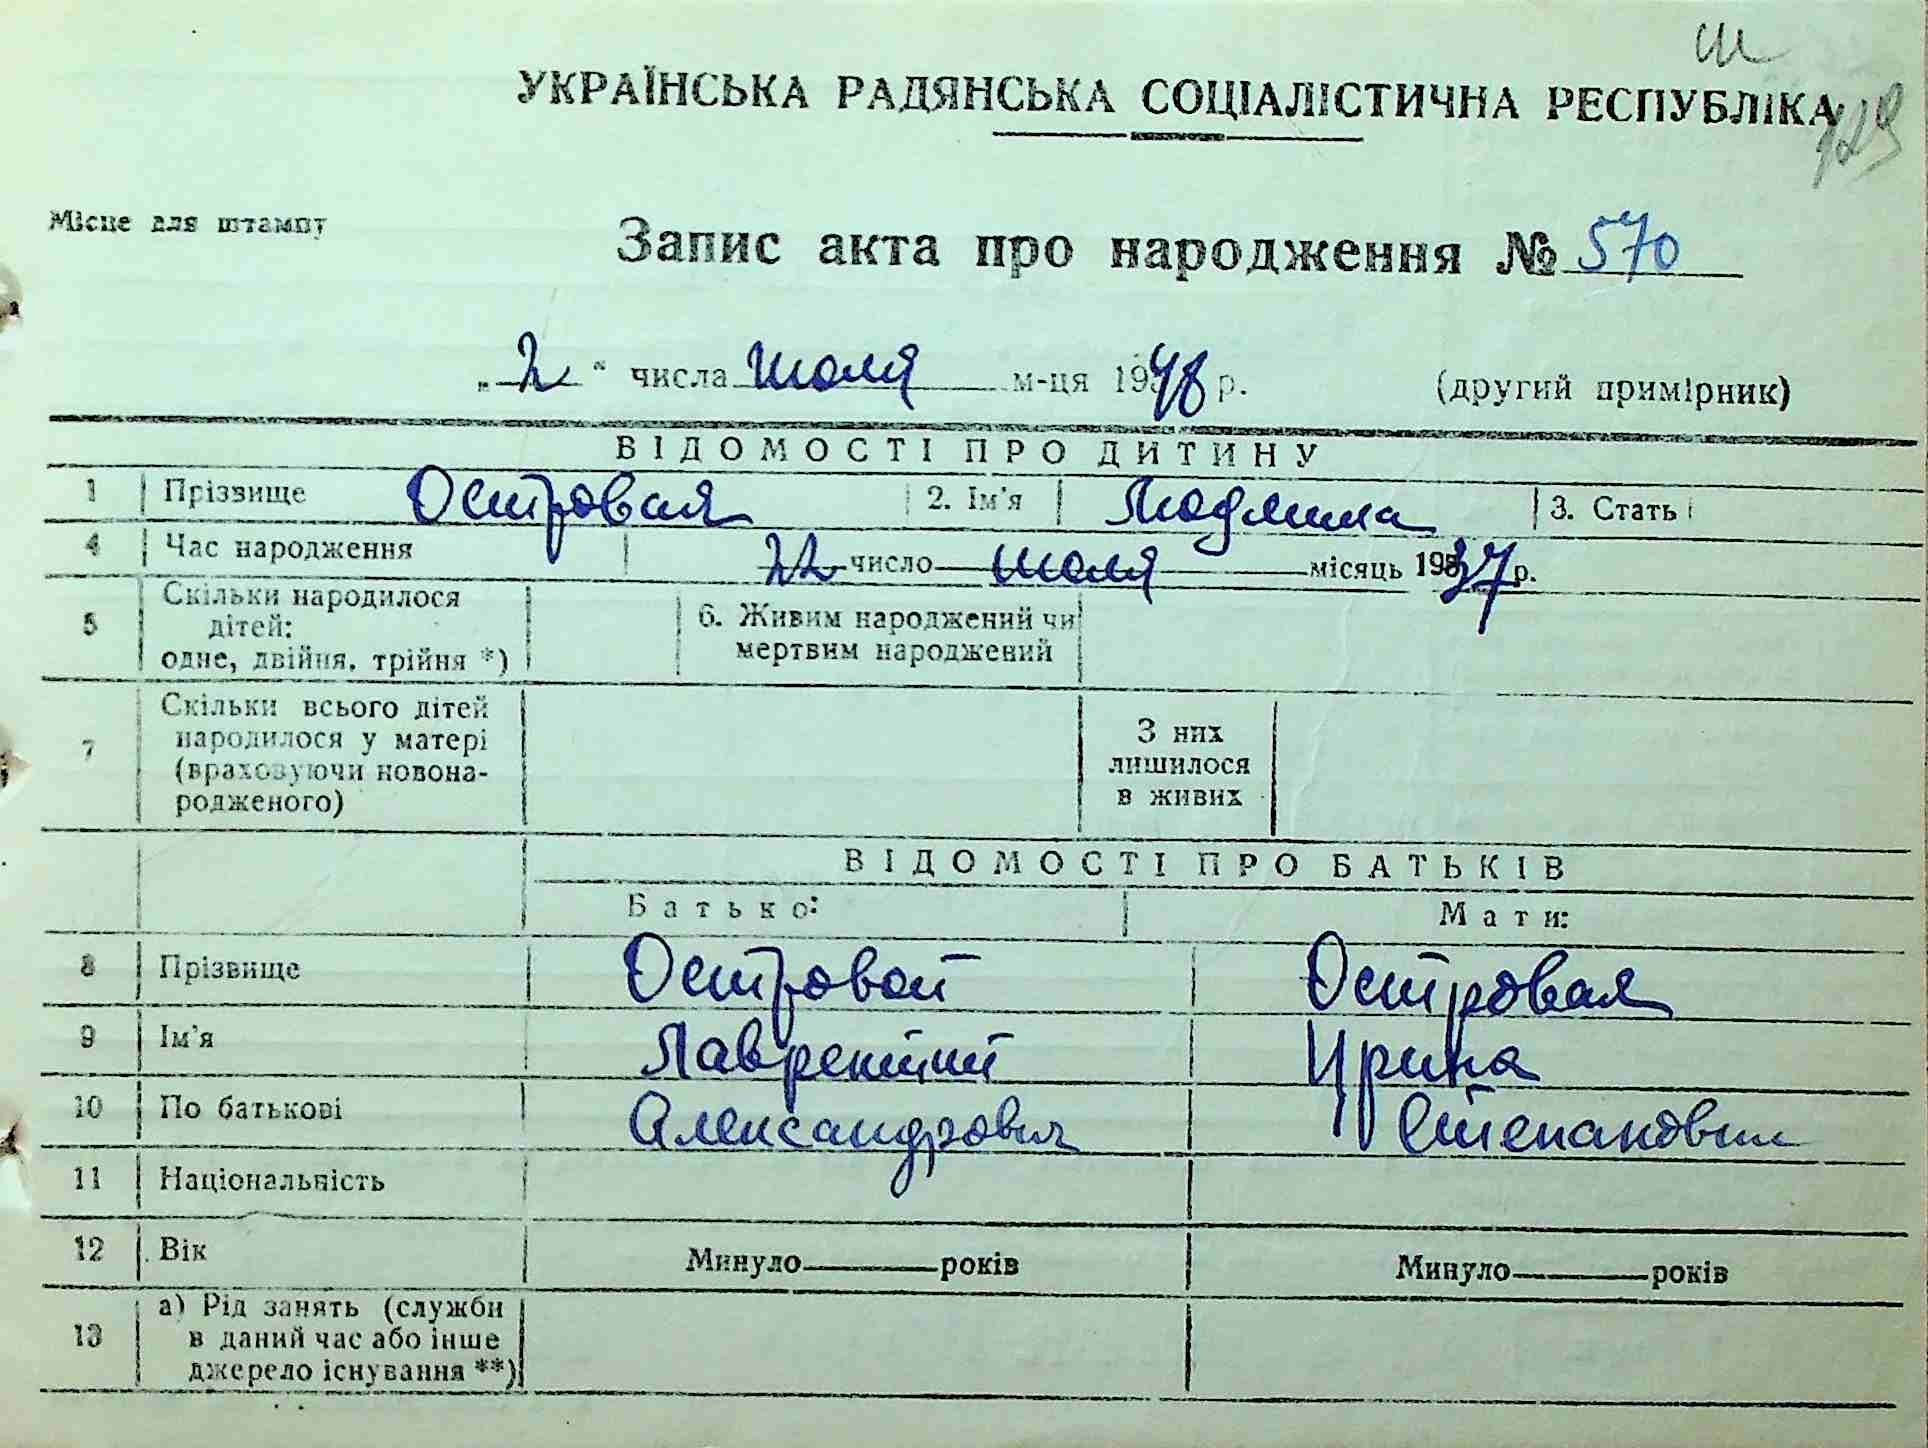 УКРАЇНСЬКА РАДЯНСЬКА СОЦІАЛІСТИЧНА РЕСПУБЛІКА
129
Місце для штампу
Запис акта про народження № 570
„ 2 “ числа июля м-ця 1948 р. (другий примірник)
ВІДОМОСТІ ПРО ДИТИНУ
1 Прізвище Островая 2. Ім'я Людмила 3. Стать
4 Час народження 22 число июля місяць 1937 р.
5 Скільки народилося дітей: одне, двійня, трійня *) 6. Живим народжений чи мертвим народжений
7 Скільки всього дітей народилося у матері (враховуючи новонародженого) З них лишилося в живих
ВІДОМОСТІ ПРО БАТЬКІВ
Батько: Мати:
8 Прізвище Островой Островая
9 Ім'я Лаврентий Ирина
10 По батькові Александрович Степановна
11 Національність
12 Вік Минуло років Минуло років
13 а) Рід занять (служби в даний час або інше джерело існування **)